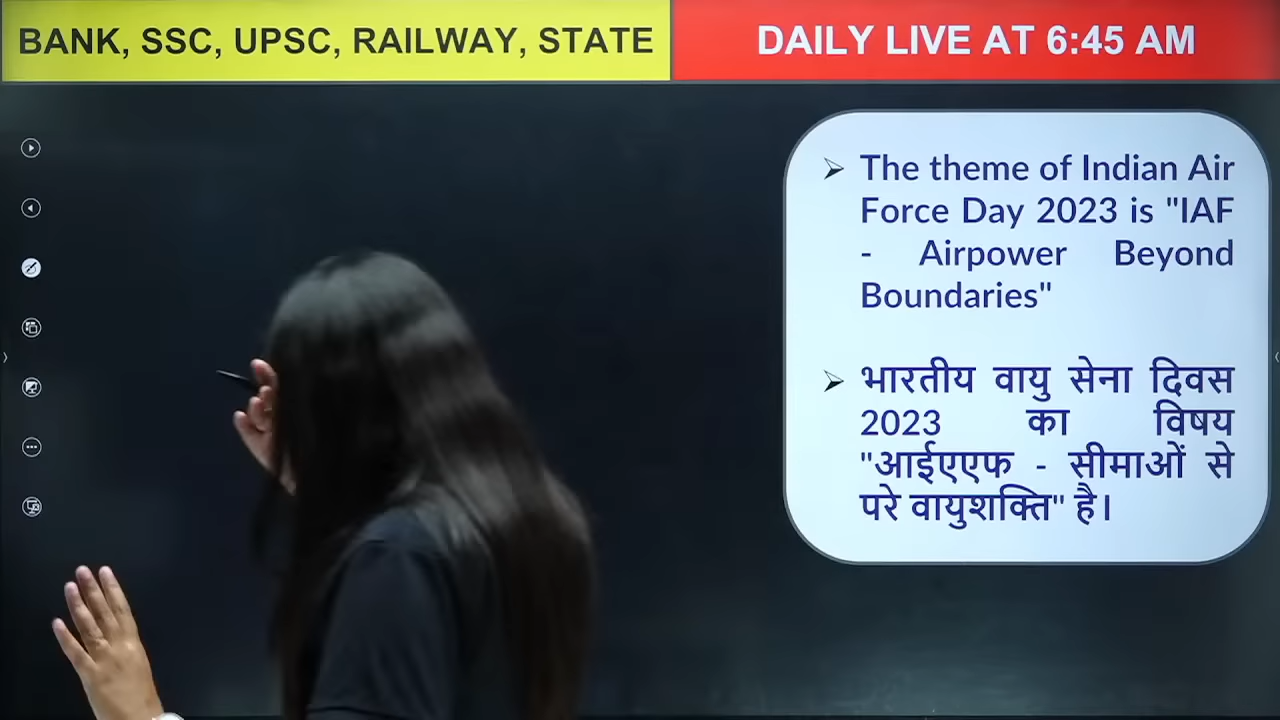 BANK, SSC, UPSC, RAILWAY, STATE
DAILY LIVE AT 6:45 AM
The theme of Indian Air
Force Day 2023 is "IAF
- Airpower Beyond
Boundaries"
भारतीय वायु सेना दिवस
2023 का विषय
"आईएएफ - सीमाओं से
परे वायुशक्ति" है।